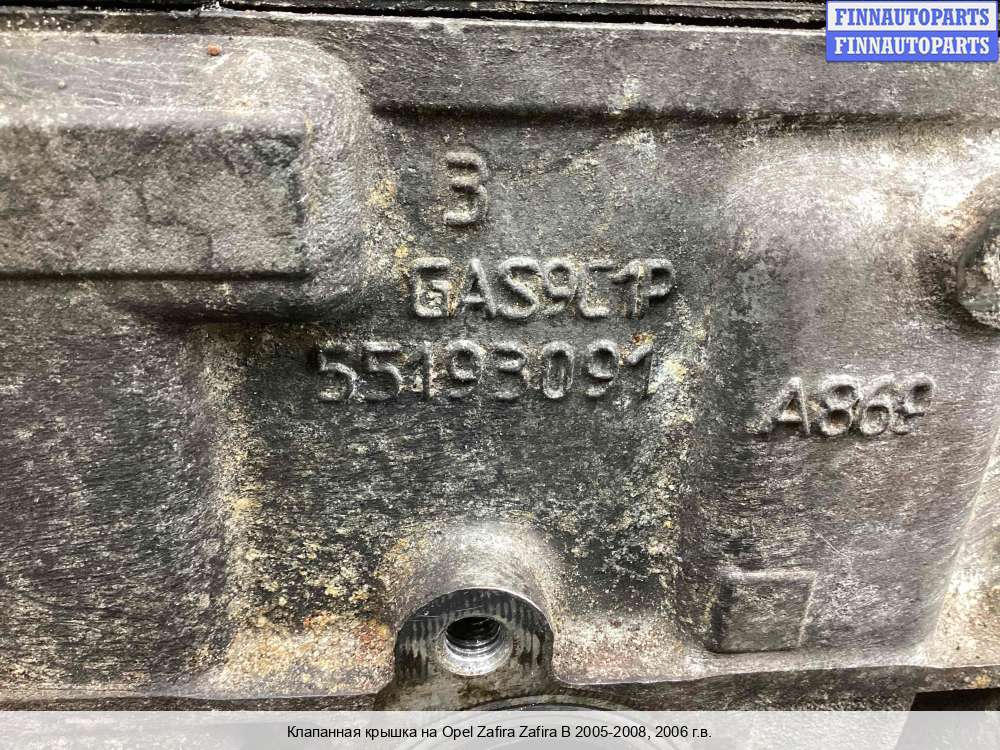 FINNAUTOPARTS
FINNAUTOPARTS
3
GAS9C1P
55193091
A869
Клапанная крышка на Opel Zafira Zafira B 2005-2008, 2006 г.в.